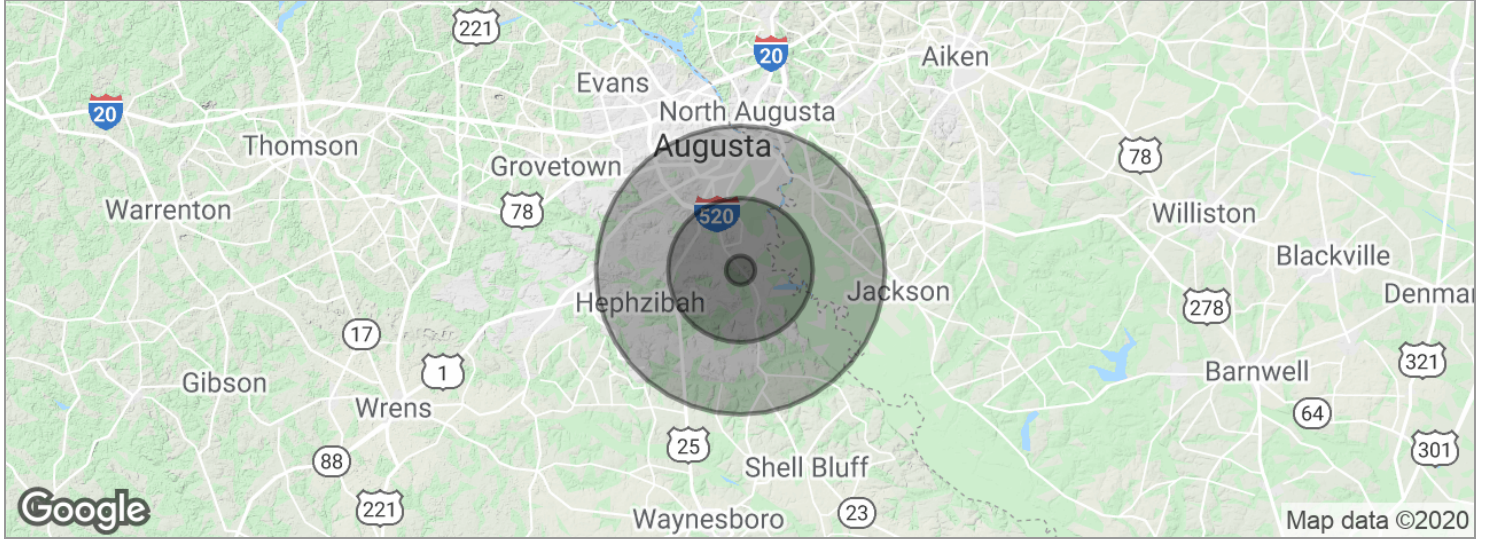 221
20
Aiken
Evans
20
North Augusta
Thomson
Augusta
78
Grovetown
Warrenton
78
520
Williston
Blackville
Hephzibah
Jackson
Denmar
278
17
1
321
Gibson
Barnwell
Wrens
64
25
301
88
Shell Bluff
221
Google
Waynesboro
23
Map data ©2020